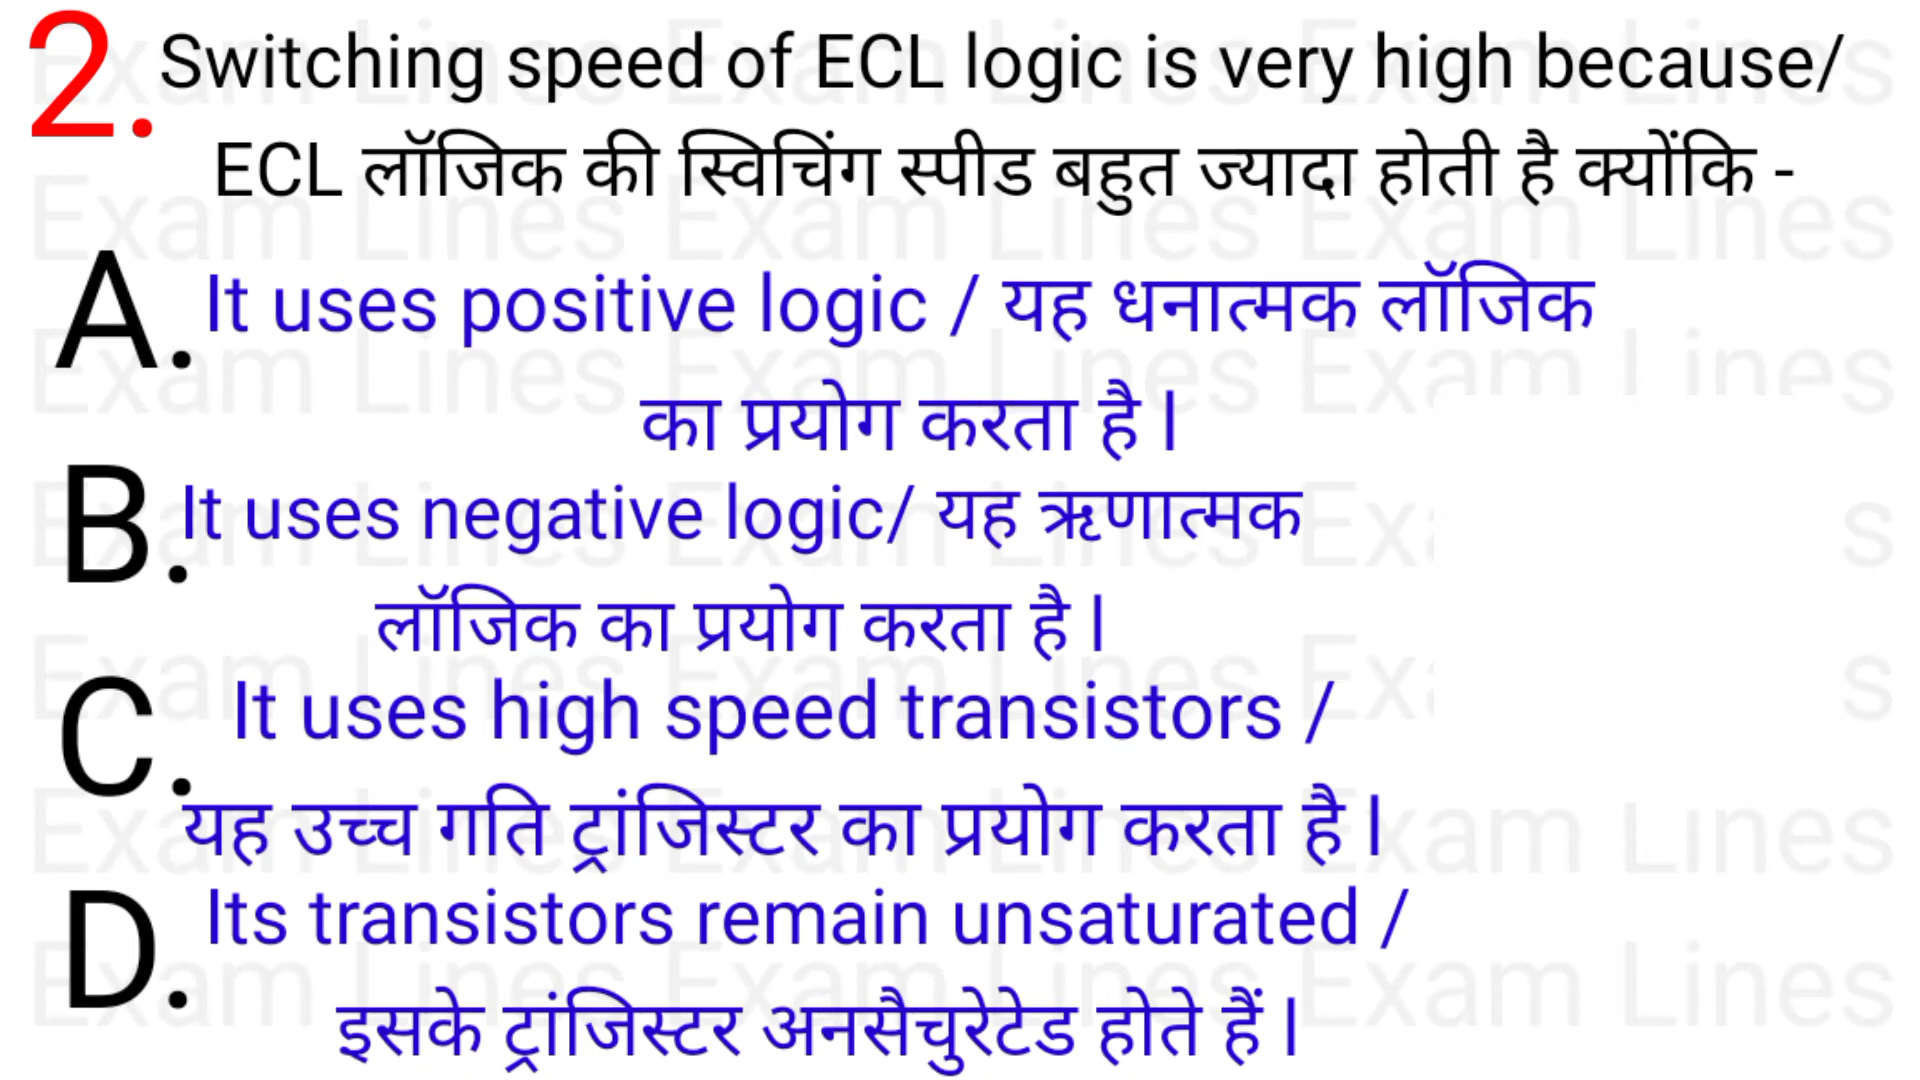 2. Switching speed of ECL logic is very high because/
ECL लॉजिक की स्विचिंग स्पीड बहुत ज्यादा होती है क्योंकि -
A. It uses positive logic / यह धनात्मक लॉजिक
का प्रयोग करता है l
B. It uses negative logic/ यह ऋणात्मक
लॉजिक का प्रयोग करता है l
C. It uses high speed transistors /
यह उच्च गति ट्रांजिस्टर का प्रयोग करता है l
D. Its transistors remain unsaturated /
इसके ट्रांजिस्टर अनसैचुरेटेड होते हैं l